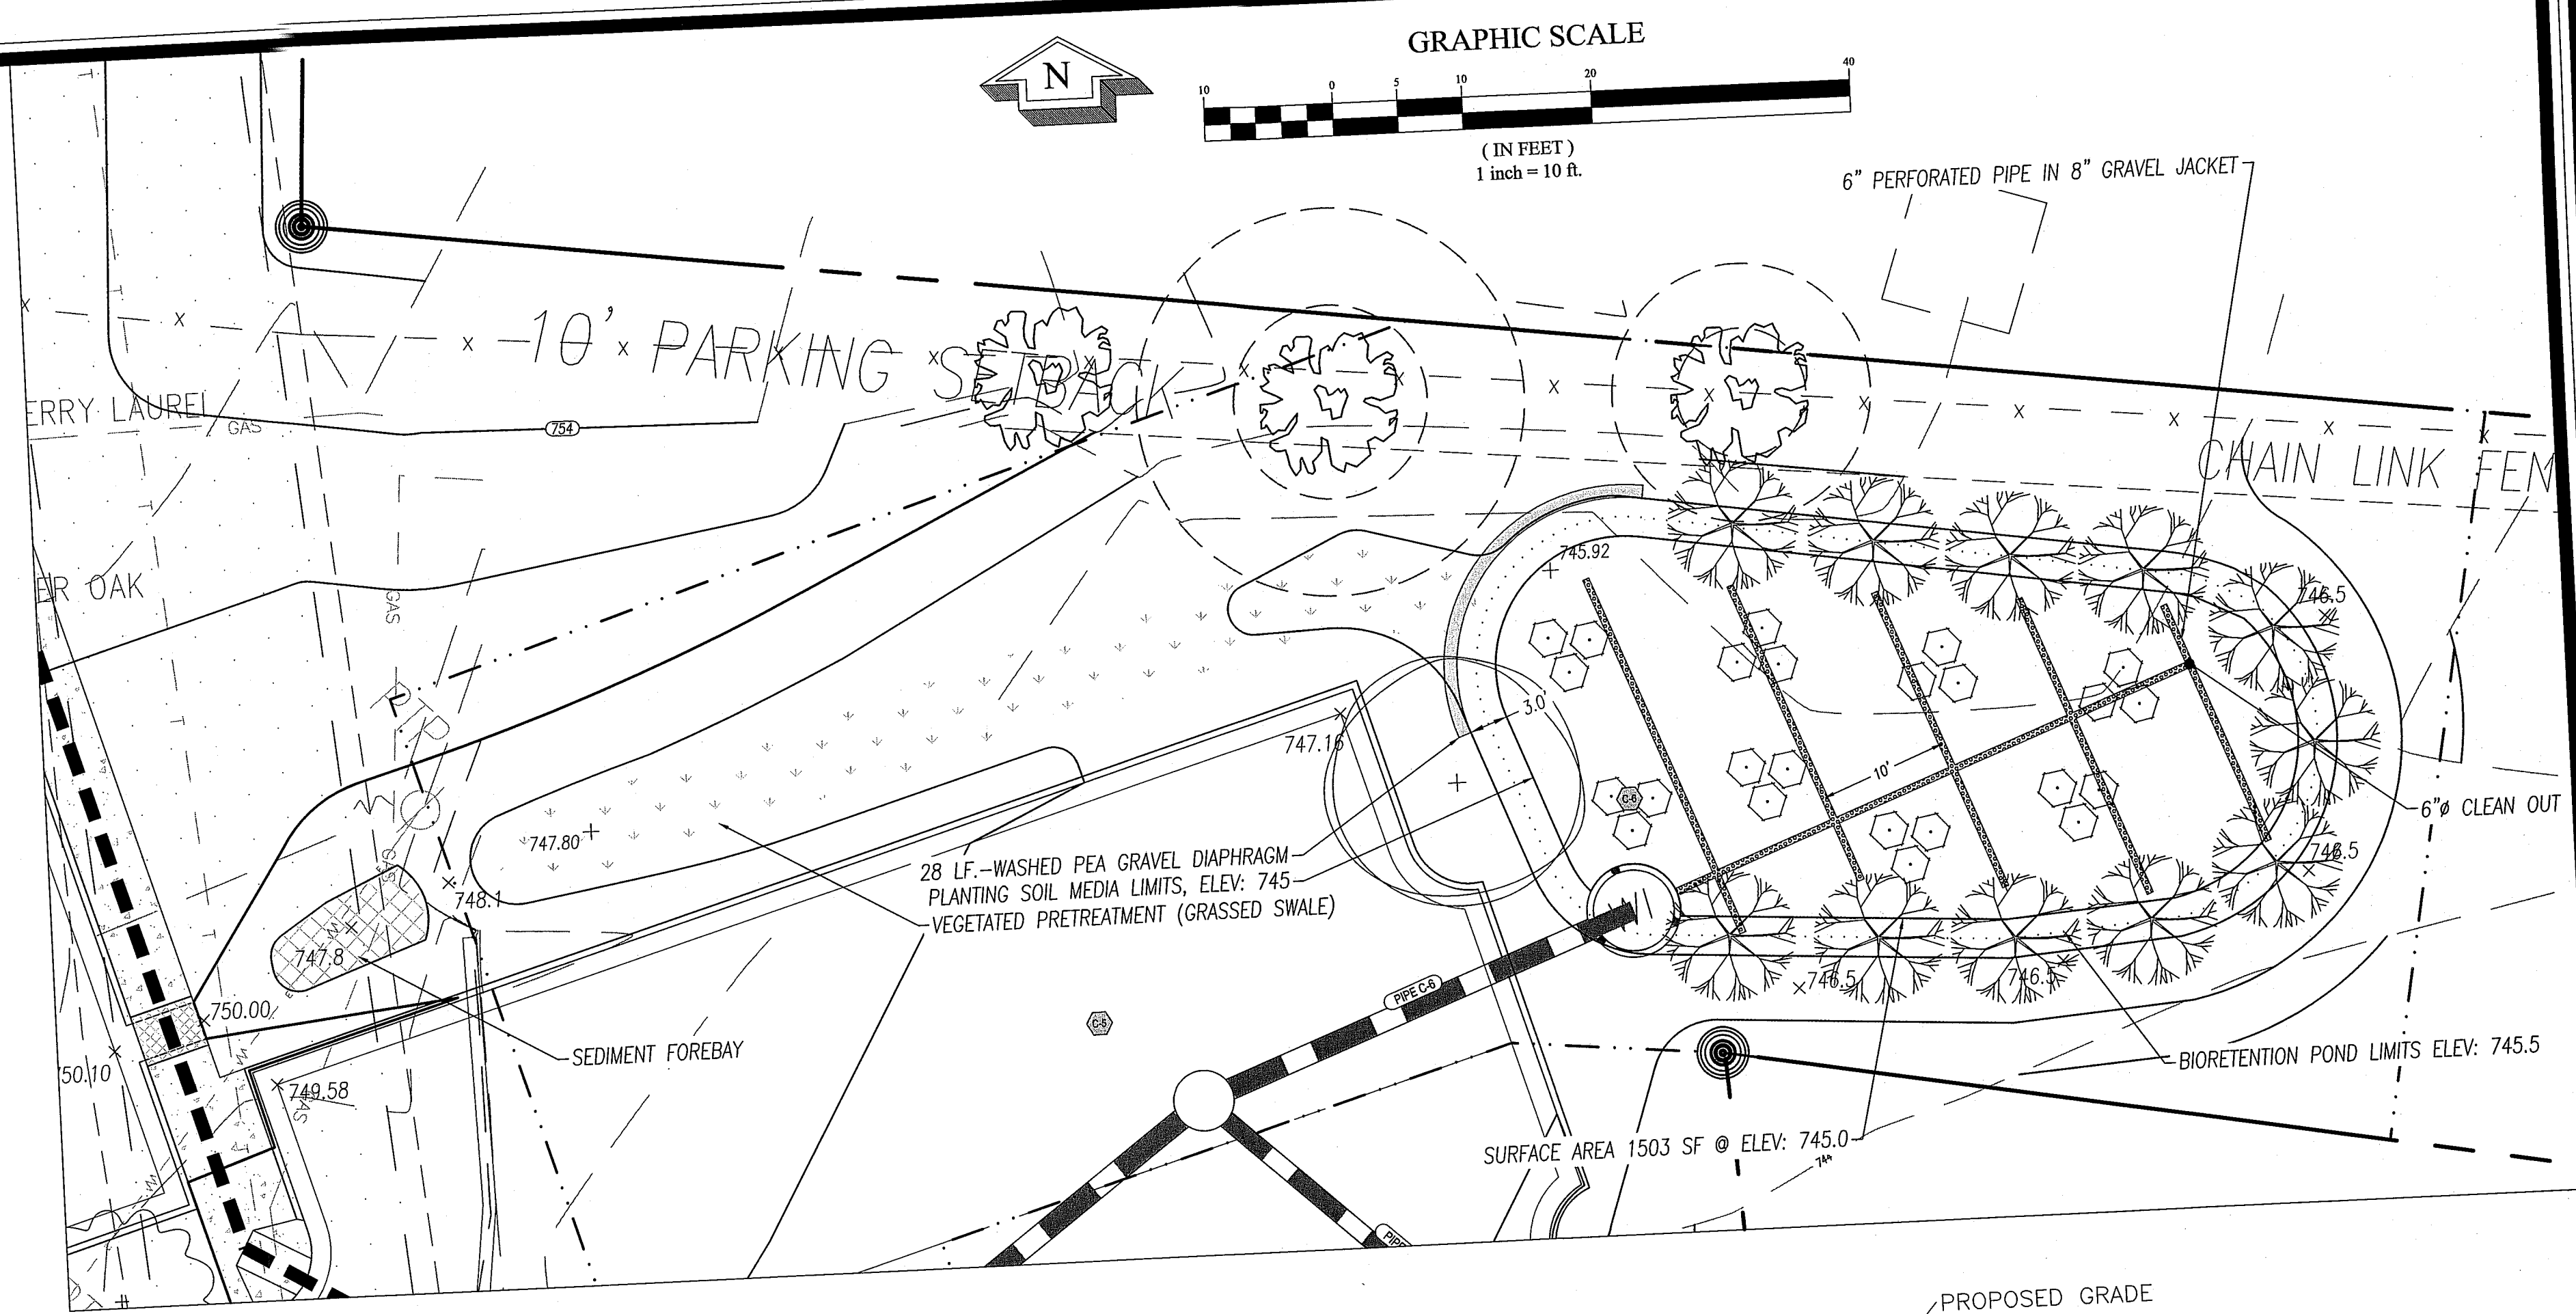 GRAPHIC SCALE
N
10 0 5 10 20 40
( IN FEET )
1 inch = 10 ft.
6" PERFORATED PIPE IN 8" GRAVEL JACKET
10' PARKING SETBACK
ERRY LAUREL
GAS
754
CHAIN LINK FEN
745.92
ER OAK
GAS
746.5
3.0'
747.16
10'
C-6
6"ø CLEAN OUT
747.80
28 LF.-WASHED PEA GRAVEL DIAPHRAGM
PLANTING SOIL MEDIA LIMITS, ELEV: 745
VEGETATED PRETREATMENT (GRASSED SWALE)
746.5
GAS
748.1
747.8
746.5
746.5
PIPE C-6
750.00
C-5
SEDIMENT FOREBAY
BIORETENTION POND LIMITS ELEV: 745.5
50.10
749.58
GAS
SURFACE AREA 1503 SF @ ELEV: 745.0
744
PIPE
PROPOSED GRADE